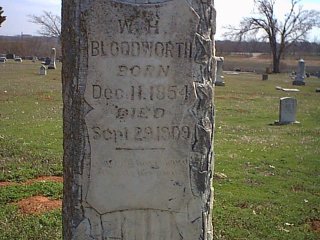 W. H.
BLOODWORTH
BORN
Dec. 11. 1854
DIED
Sept. 29. 1909